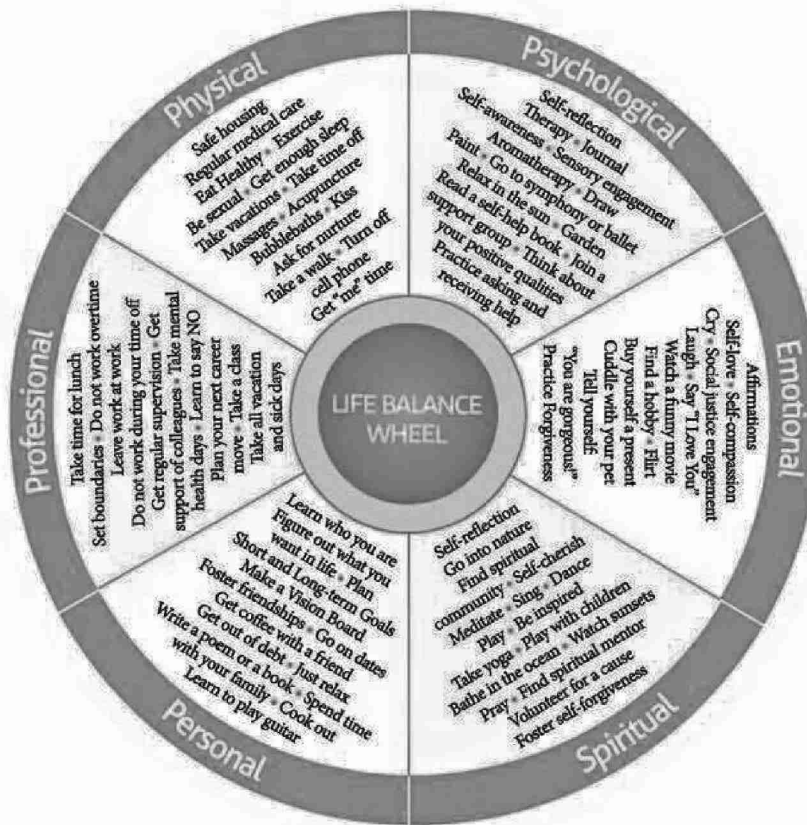 LIFE BALANCE
WHEEL
Physical
Safe housing
Regular medical care
Eat Healthy • Exercise
Be sexual • Get enough sleep
Take vacations • Take time off
Massages • Acupuncture
Bubblebaths • Kiss
Ask for nurture
Take a walk • Turn off
cell phone
Get "me" time
Psychological
Self-reflection
Therapy • Journal
Self-awareness • Sensory engagement
Aromatherapy • Draw
Paint • Go to symphony or ballet
Relax in the sun • Garden
Read a self-help book • Join a
support group • Think about
your positive qualities
Practice asking and
receiving help
Emotional
Affirmations
Self-love • Self-compassion
Cry • Social justice engagement
Laugh • Say "I Love You"
Watch a funny movie
Find a hobby • Flirt
Buy yourself a present
Cuddle with your pet
Tell yourself
"You are gorgeous!"
Practice Forgiveness
Spiritual
Self-reflection
Go into nature
Find spiritual
community • Self-cherish
Meditate • Sing • Dance
Play • Be inspired
Take yoga • Play with children
Bathe in the ocean • Watch sunsets
Pray • Find spiritual mentor
Volunteer for a cause
Foster self-forgiveness
Personal
Learn who you are
Figure out what you
want in life • Plan
Short and Long-term Goals
Make a Vision Board
Foster friendships • Go on dates
Get coffee with a friend
Get out of debt • Just relax
Write a poem or a book • Spend time
with your family • Cook out
Learn to play guitar
Professional
Take time for lunch
Set boundaries • Do not work overtime
Leave work at work
Do not work during your time off
Get regular supervision • Get
support of colleagues • Take mental
health days • Learn to say NO
Plan your next career
move • Take a class
Take all vacation
and sick days